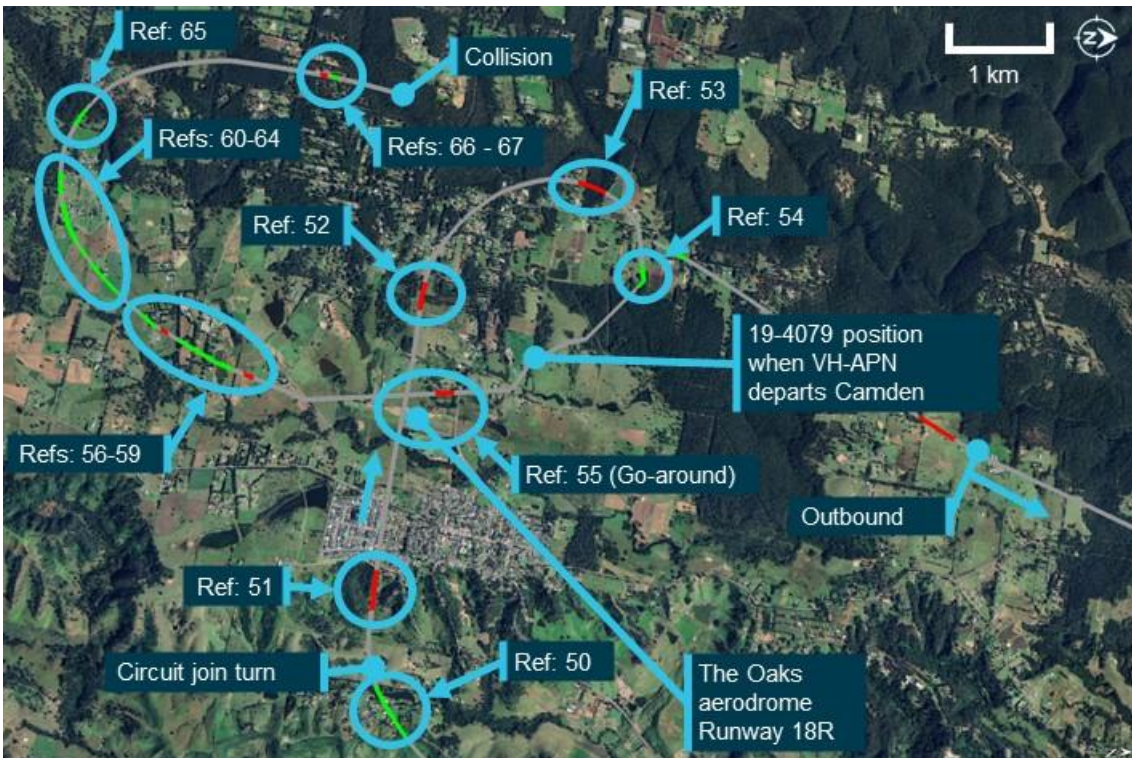 Ref: 65
Collision
1 km
Z
Ref: 53
Refs: 60-64
Refs: 66 - 67
Ref: 52
Ref: 54
19-4079 position
when VH-APN
departs Camden
Refs: 56-59
Ref: 55 (Go-around)
Outbound
Ref: 51
Circuit join turn
Ref: 50
The Oaks
aerodrome
Runway 18R
Z